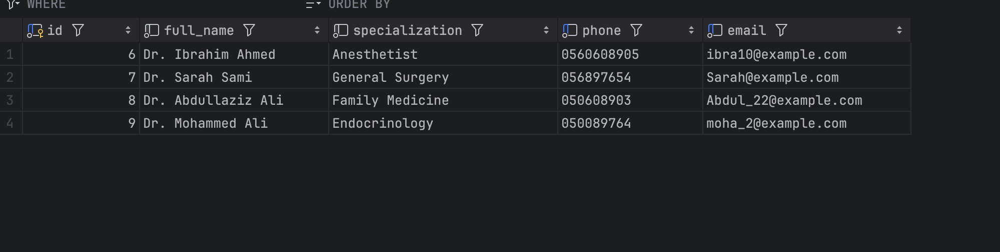 WHERE ORDER BY
id full_name specialization phone email
1 6 Dr. Ibrahim Ahmed Anesthetist 0560608905 ibra10@example.com
2 7 Dr. Sarah Sami General Surgery 056897654 Sarah@example.com
3 8 Dr. Abdullaziz Ali Family Medicine 050608903 Abdul_22@example.com
4 9 Dr. Mohammed Ali Endocrinology 050089764 moha_2@example.com